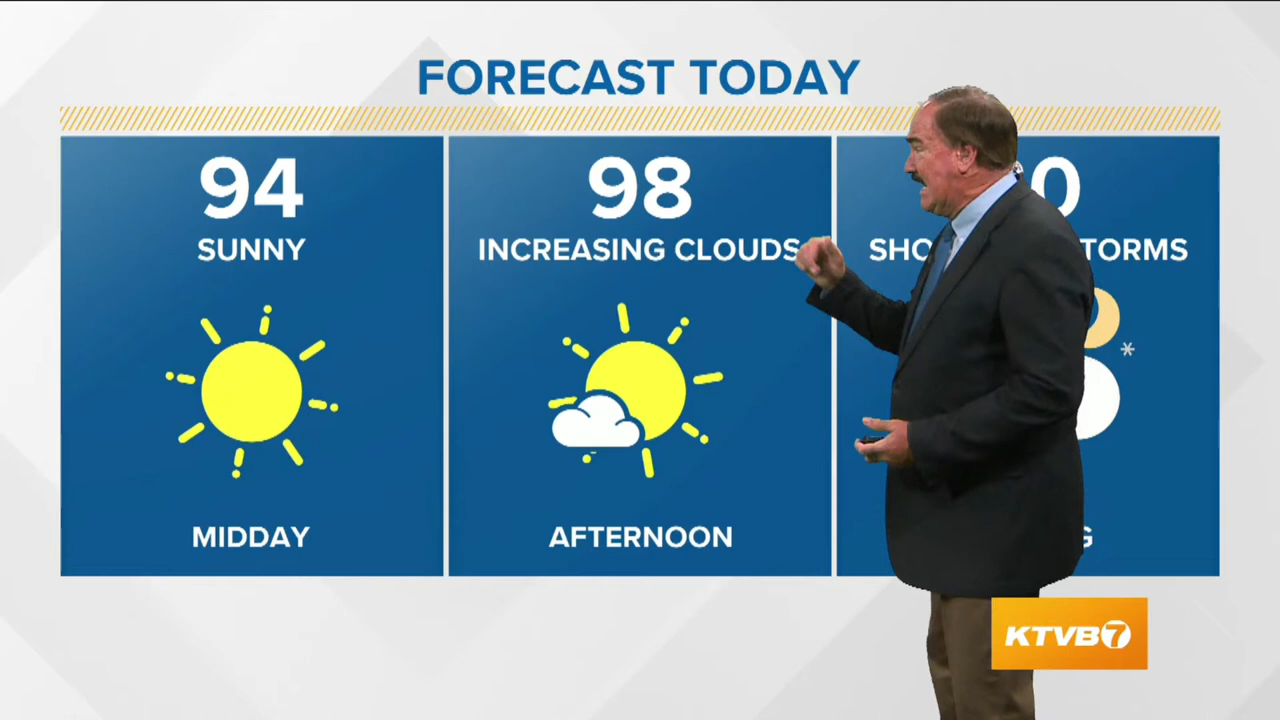 FORECAST TODAY
94
SUNNY
MIDDAY
98
INCREASING CLOUDS
AFTERNOON
KTVB7